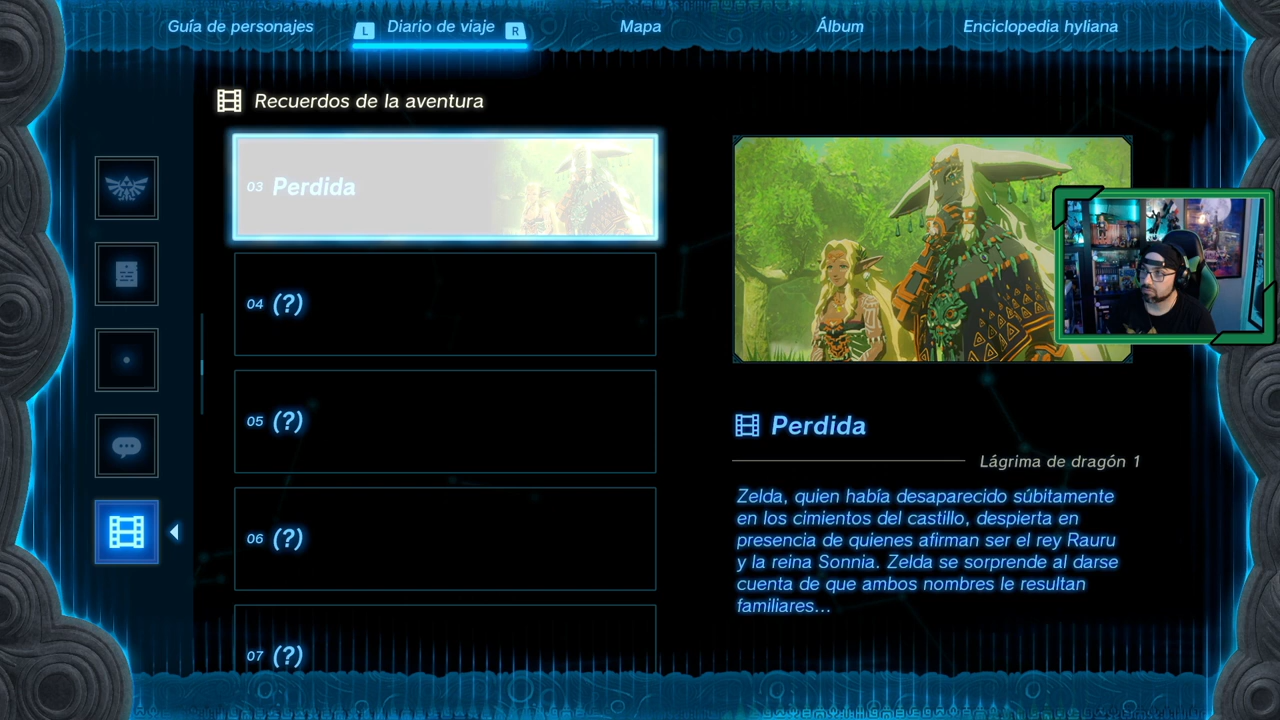 Guía de personajes
L Diario de viaje R
Mapa
Álbum
Enciclopedia hyliana
Recuerdos de la aventura
03 Perdida
04 (?)
05 (?)
06 (?)
07 (?)
Perdida
Lágrima de dragón 1
Zelda, quien había desaparecido súbitamente
en los cimientos del castillo, despierta en
presencia de quienes afirman ser el rey Rauru
y la reina Sonnia. Zelda se sorprende al darse
cuenta de que ambos nombres le resultan
familiares...